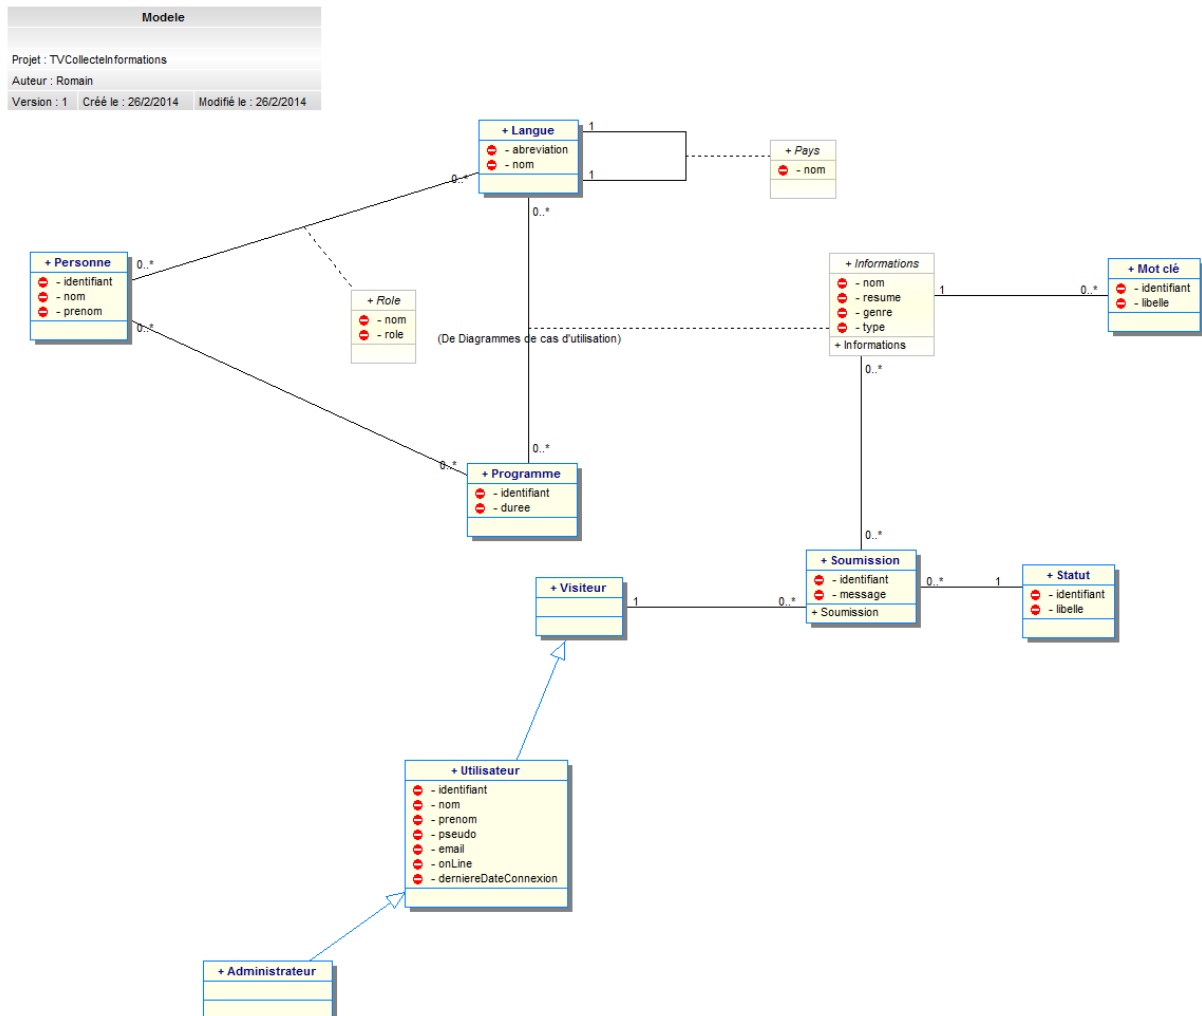 Modele
Projet : TVCollecteInformations
Auteur : Romain
Version : 1 Créé le : 26/2/2014 Modifié le : 26/2/2014
+ Langue
- abreviation
- nom
1
1
0..*
0..*
+ Pays
- nom
+ Personne
- identifiant
- nom
- prenom
0..*
0..*
+ Role
- nom
- role
(De Diagrammes de cas d'utilisation)
+ Informations
- nom
- resume
- genre
- type
+ Informations
1
0..*
0..*
+ Mot clé
- identifiant
- libelle
0..*
0..*
+ Programme
- identifiant
- duree
0..*
+ Soumission
- identifiant
- message
+ Soumission
0..*
1
+ Statut
- identifiant
- libelle
+ Visiteur
1
0..*
+ Utilisateur
- identifiant
- nom
- prenom
- pseudo
- email
- onLine
- derniereDateConnexion
+ Administrateur